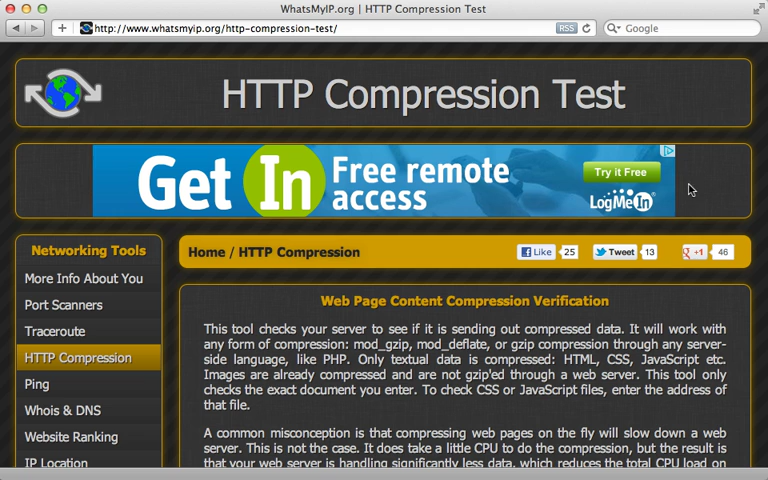 WhatsMyIP.org | HTTP Compression Test
http://www.whatsmyip.org/http-compression-test/
RSS
Google
HTTP Compression Test
Get In Free remote access
Try it Free
LogMeIn
Networking Tools
More Info About You
Port Scanners
Traceroute
HTTP Compression
Ping
Whois & DNS
Website Ranking
IP Location
Home / HTTP Compression
Like 25
Tweet 13
+1 46
Web Page Content Compression Verification
This tool checks your server to see if it is sending out compressed data. It will work with
any form of compression: mod_gzip, mod_deflate, or gzip compression through any server-
side language, like PHP. Only textual data is compressed: HTML, CSS, JavaScript etc.
Images are already compressed and are not gzip'ed through a web server. This tool only
checks the exact document you enter. To check CSS or JavaScript files, enter the address of
that file.
A common misconception is that compressing web pages on the fly will slow down a web
server. This is not the case. It does take a little CPU to do the compression, but the result is
that your web server is handling significantly less data, which reduces the total CPU load on